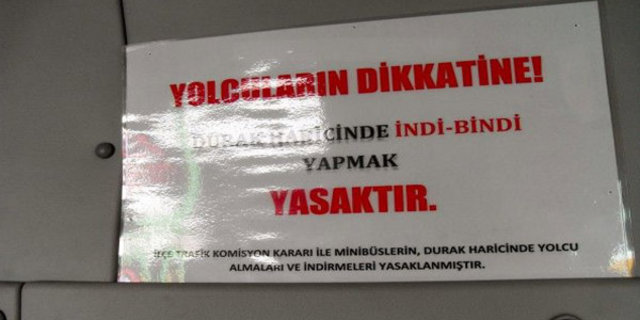 YOLCULARIN DİKKATİNE!
DURAK HARİCİNDE İNDİ-BİNDİ
YAPMAK
YASAKTIR.
İLÇE TRAFİK KOMİSYON KARARI İLE MİNİBÜSLERİN, DURAK HARİCİNDE YOLCU
ALMALARI VE İNDİRMELERİ YASAKLANMIŞTIR.